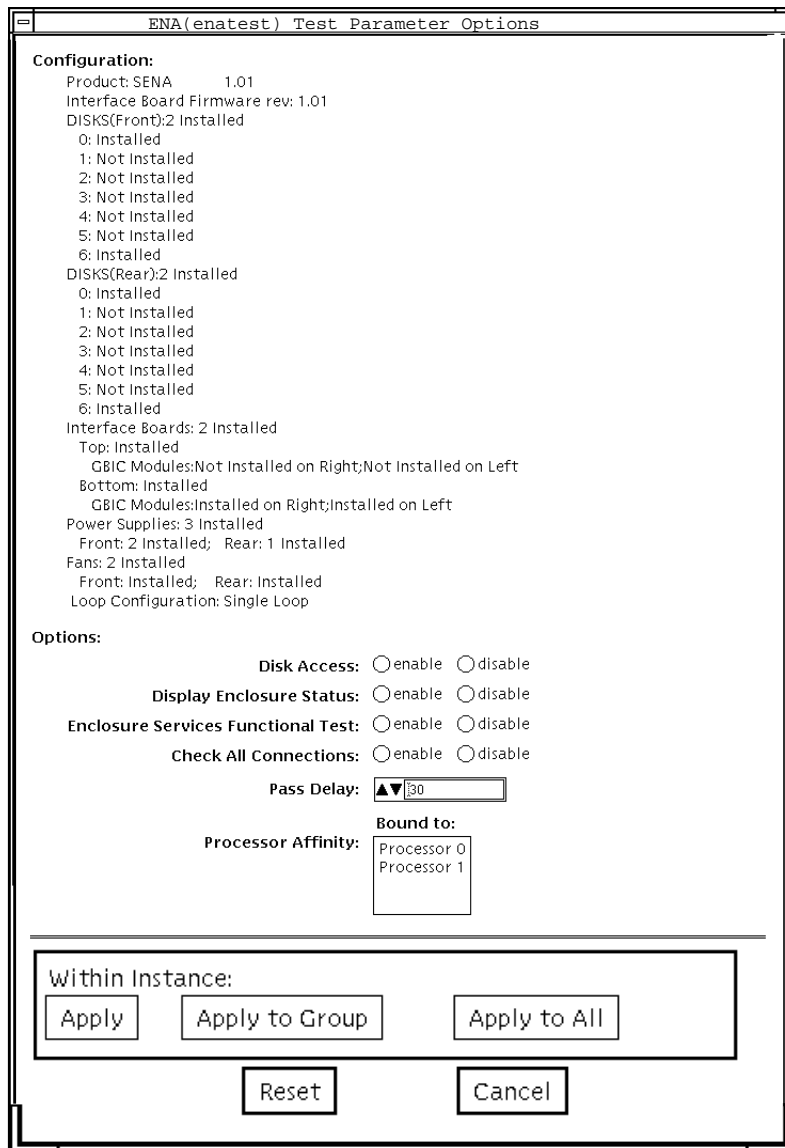 ENA(enatest) Test Parameter Options
Configuration:
Product: SENA 1.01
Interface Board Firmware rev: 1.01
DISKS(Front):2 Installed
0: Installed
1: Not Installed
2: Not Installed
3: Not Installed
4: Not Installed
5: Not Installed
6: Installed
DISKS(Rear):2 Installed
0: Installed
1: Not Installed
2: Not Installed
3: Not Installed
4: Not Installed
5: Not Installed
6: Installed
Interface Boards: 2 Installed
Top: Installed
GBIC Modules:Not Installed on Right;Not Installed on Left
Bottom: Installed
GBIC Modules:Installed on Right;Installed on Left
Power Supplies: 3 Installed
Front: 2 Installed; Rear: 1 Installed
Fans: 2 Installed
Front: Installed; Rear: Installed
Loop Configuration: Single Loop
Options:
Disk Access: enable disable
Display Enclosure Status: enable disable
Enclosure Services Functional Test: enable disable
Check All Connections: enable disable
Pass Delay: 30
Bound to:
Processor Affinity: Processor 0
Processor 1
Within Instance:
Apply Apply to Group Apply to All
Reset Cancel